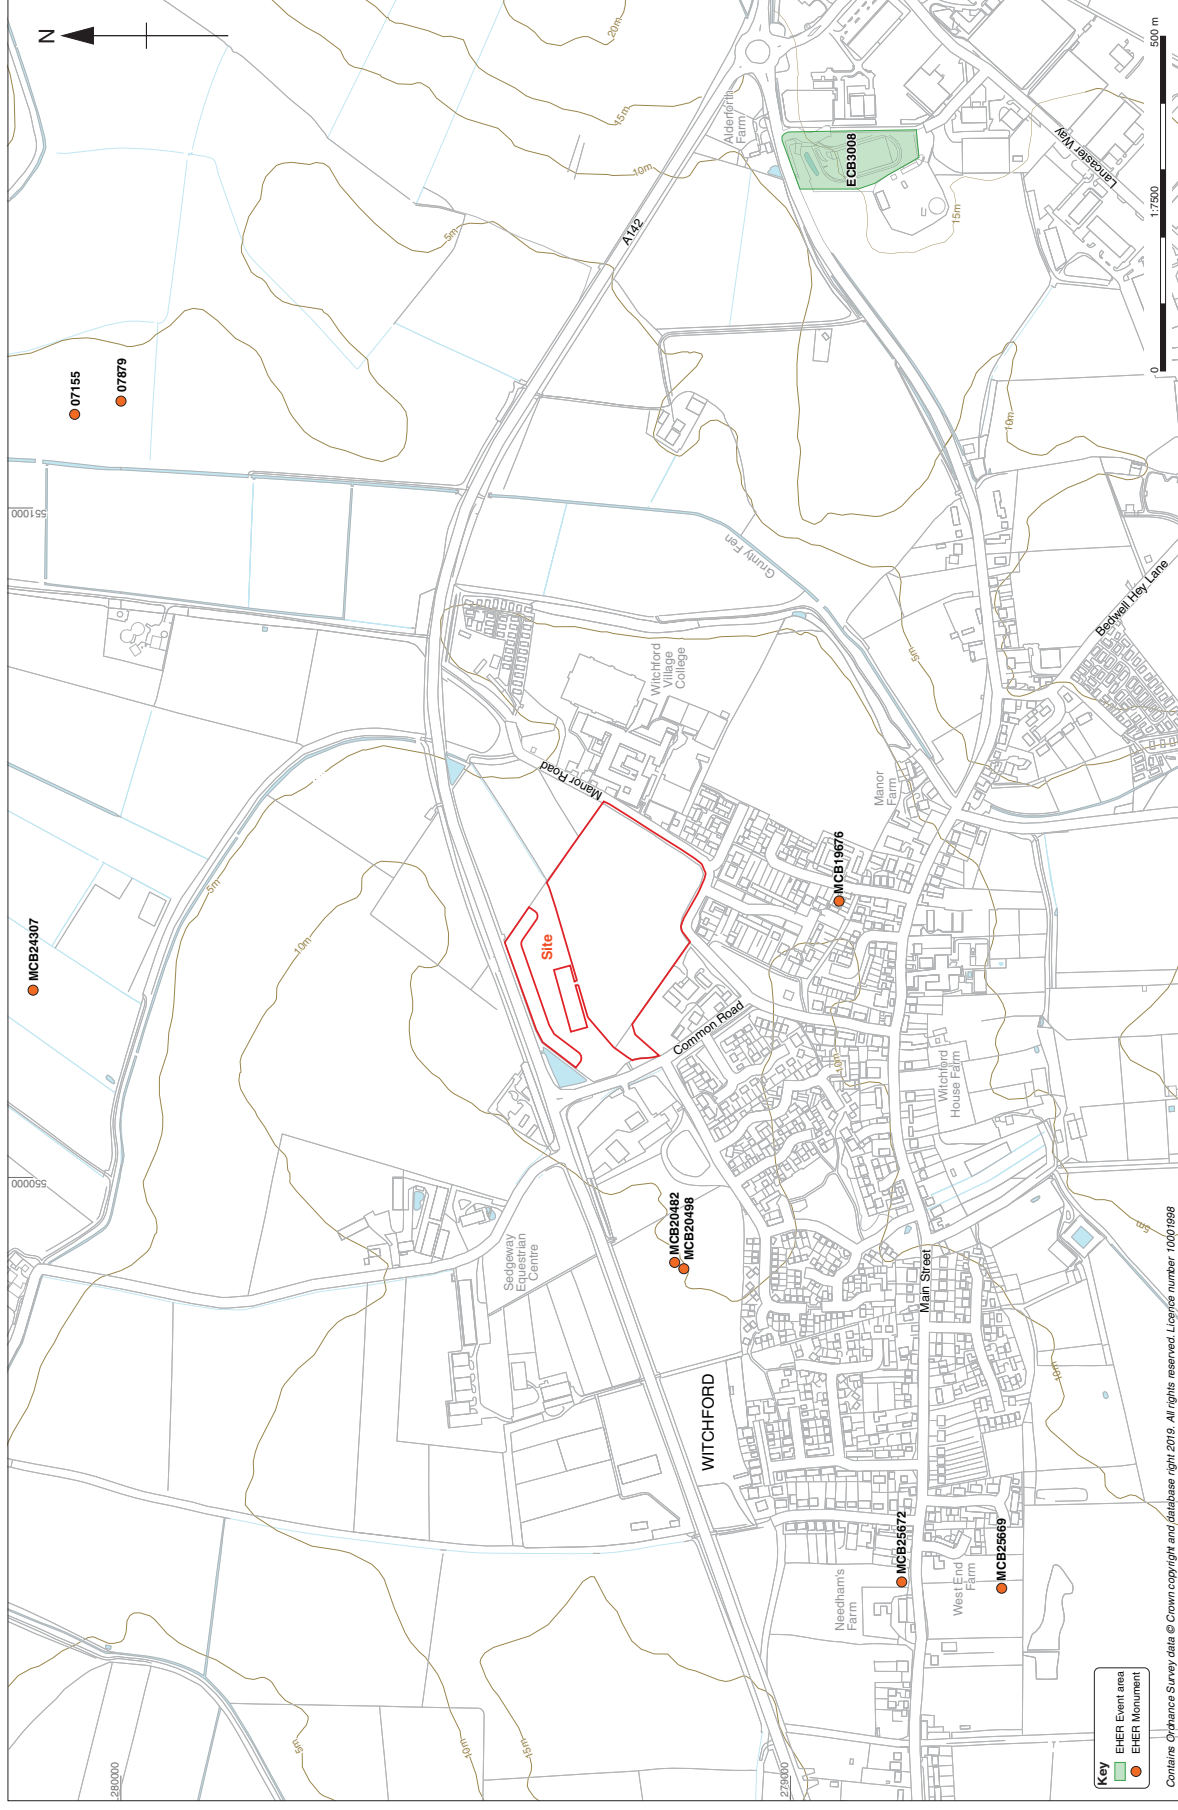 N
20m
15m
10m
5m
A142
Alderforth
Farm
ECB3008
Lancaster Way
15m
0
1:7500
500 m
07155
07879
551000
Grunty Fen
10m
5m
Bedwell Hey Lane
Witchford
Village
College
Manor Road
Manor
Farm
MCB19676
MCB24307
5m
10m
Site
Common Road
10m
Witchford
House Farm
550000
Sedgeway
Equestrian
Centre
MCB20482
MCB20498
Main Street
5m
10m
WITCHFORD
MCB25672
MCB25669
Needham's
Farm
West End
Farm
5m
10m
15m
280000
279000
Key
EHER Event area
EHER Monument
Contains Ordnance Survey data © Crown copyright and database right 2019. All rights reserved. Licence number 10001998